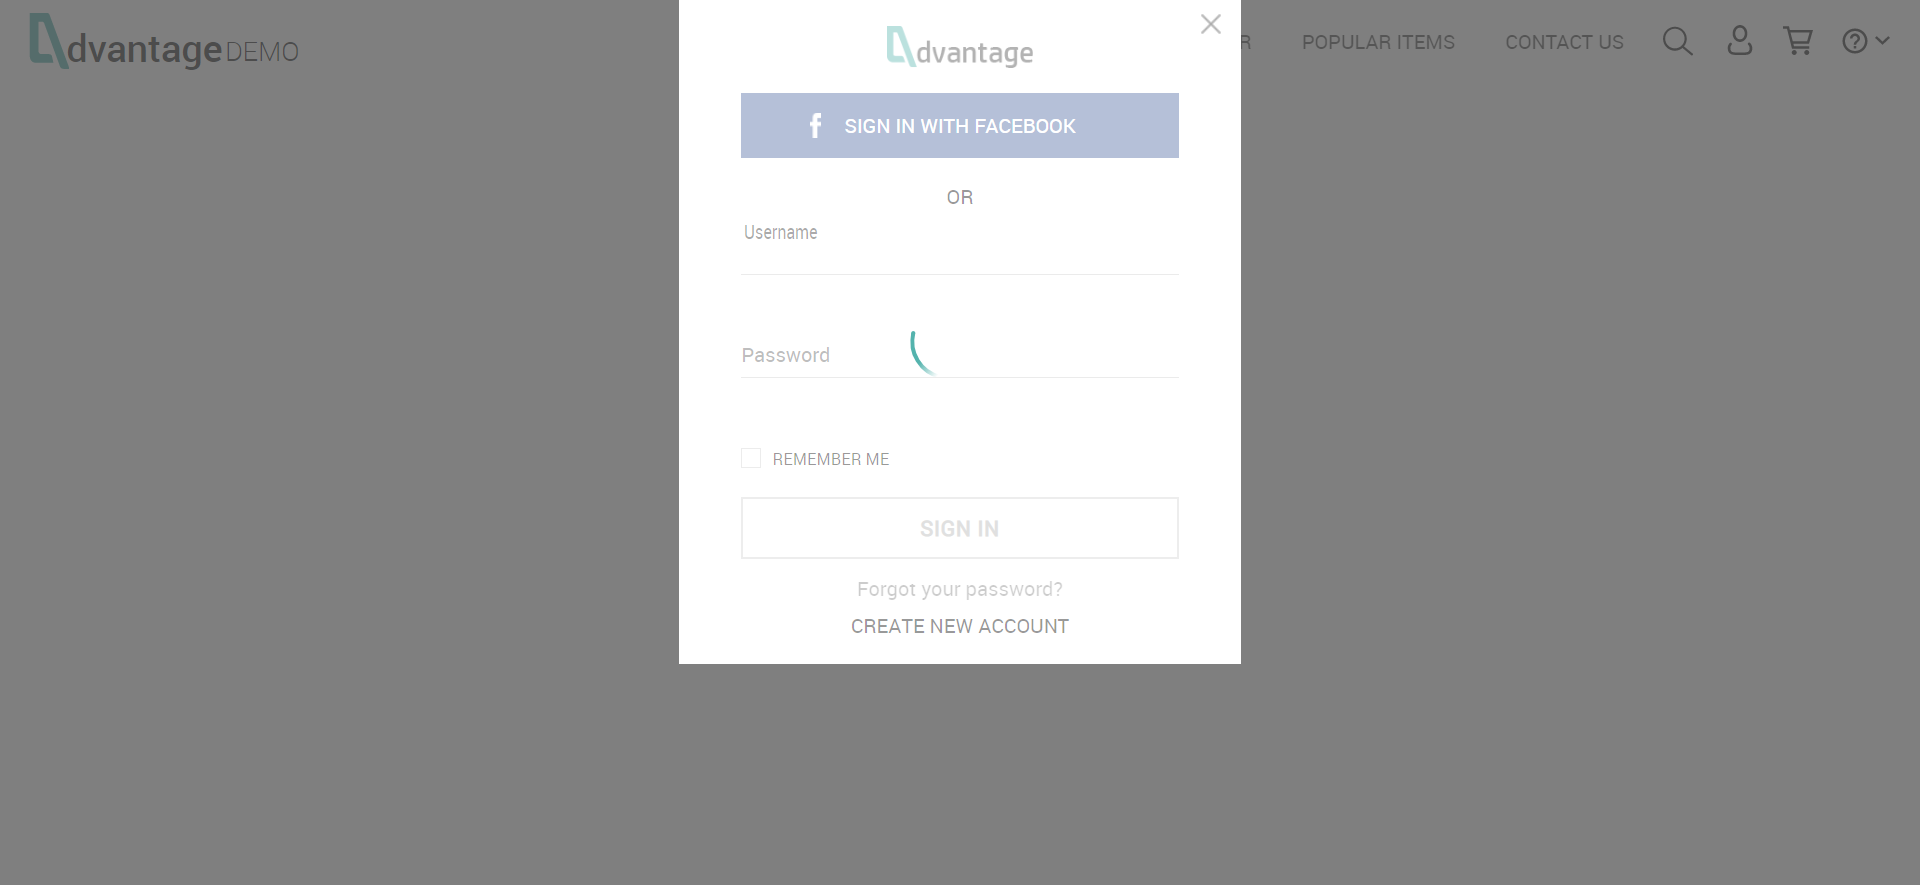 dvantage DEMO
R POPULAR ITEMS CONTACT US
dvantage
SIGN IN WITH FACEBOOK
OR
Username
Password
REMEMBER ME
SIGN IN
Forgot your password?
CREATE NEW ACCOUNT